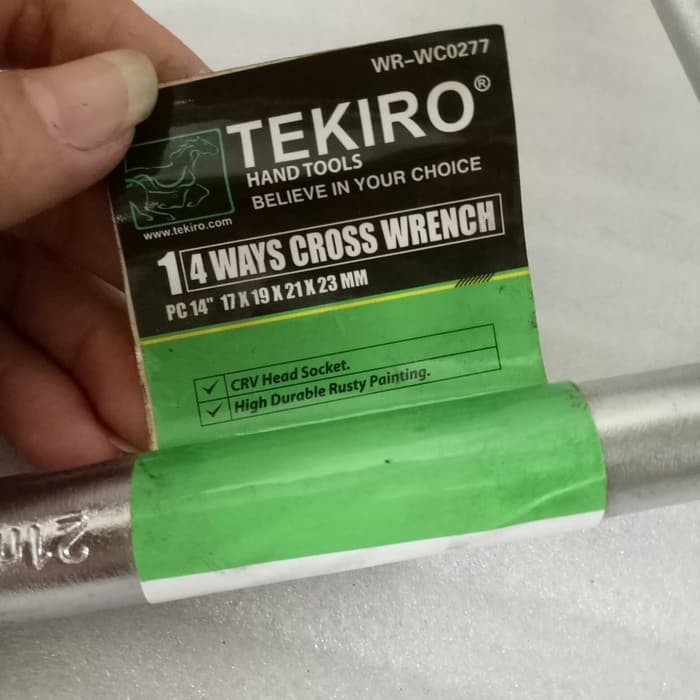 WR-WC0277
TEKIRO®
HAND TOOLS
BELIEVE IN YOUR CHOICE
www.tekiro.com
1 4 WAYS CROSS WRENCH
PC 14" 17 X 19 X 21 X 23 MM
CRV Head Socket.
High Durable Rusty Painting.
21m